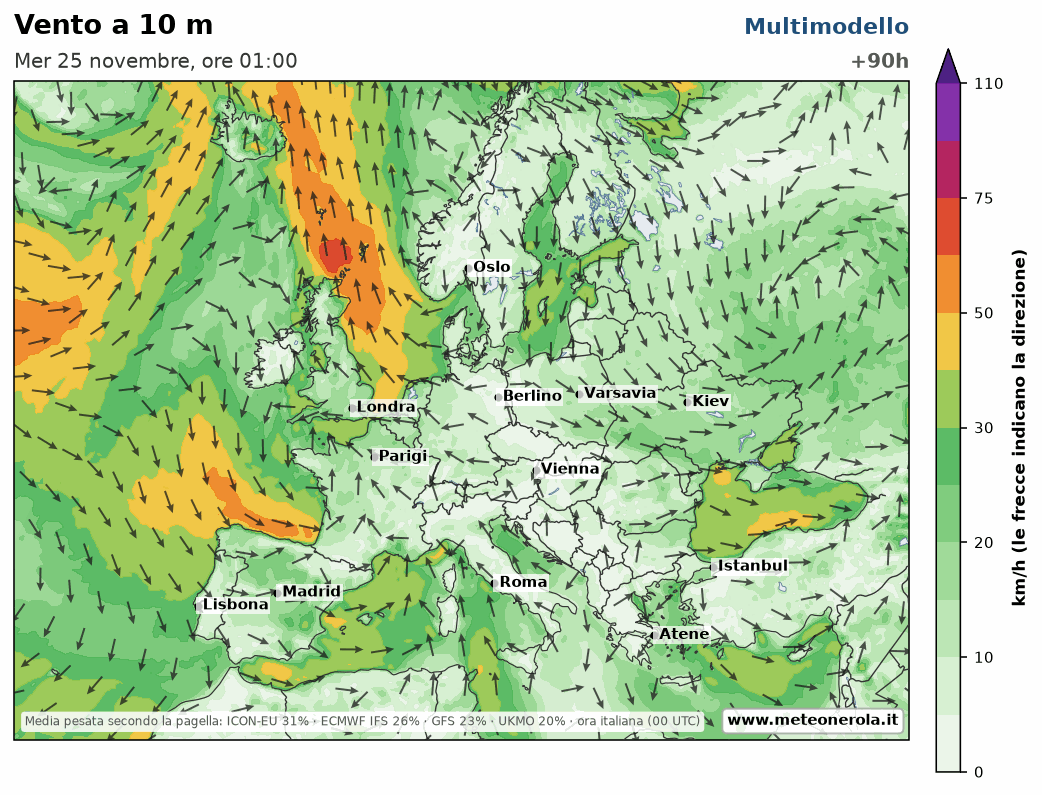 Vento a 10 m
Multimodello
Mer 25 novembre, ore 01:00
+90h
110
75
50
30
20
10
0
km/h (le frecce indicano la direzione)
Oslo
Berlino
Varsavia
Kiev
Londra
Parigi
Vienna
Istanbul
Roma
Madrid
Lisbona
Atene
Media pesata secondo la pagella: ICON-EU 31% · ECMWF IFS 26% · GFS 23% · UKMO 20% · ora italiana (00 UTC)
www.meteonerola.it